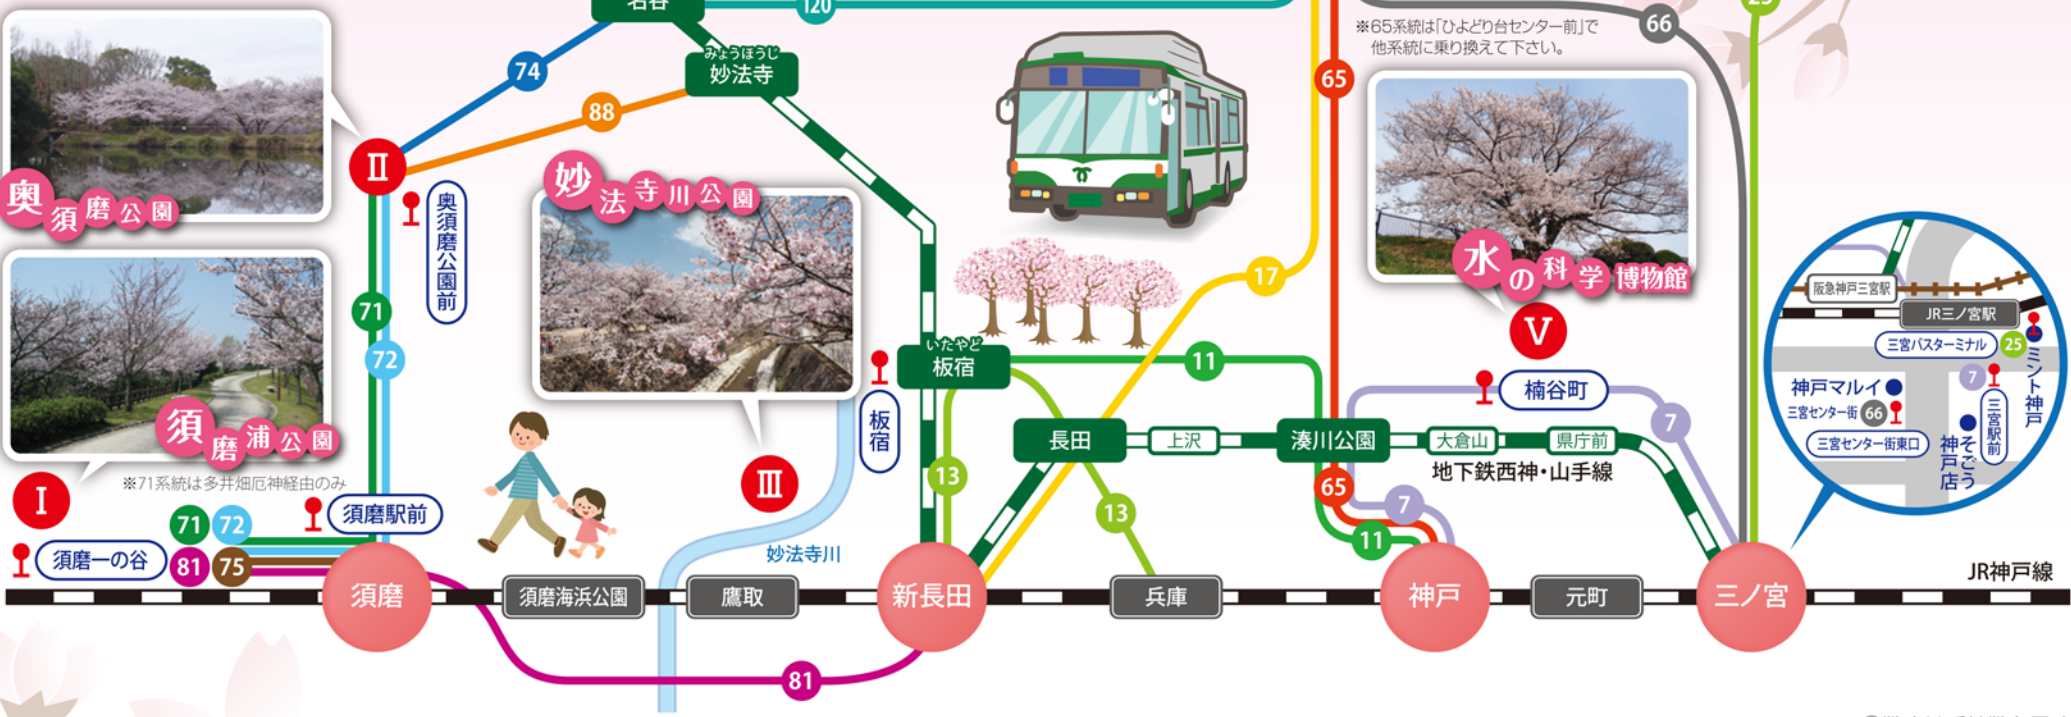 名谷
120
25
※65系統は「ひよどり台センター前」で
他系統に乗り換えて下さい。
66
みょうほうじ
妙法寺
74
88
65
Ⅱ
奥須磨公園
奥須磨公園前
妙法寺川公園
17
水の科学博物館
Ⅴ
71
72
須磨浦公園
いたやど
板宿
板宿
11
楠谷町
7
長田
上沢
湊川公園
大倉山
県庁前
地下鉄西神・山手線
阪急神戸三宮駅
JR三ノ宮駅
三宮バスターミナル
25
ミント神戸
7
神戸マルイ
三宮センター街
66
三宮駅前
三宮センター街東口
そごう
神戸店
※71系統は多井畑厄神経由のみ
Ⅰ
Ⅲ
13
13
65
7
11
71
72
須磨駅前
須磨一の谷
81
75
妙法寺川
JR神戸線
須磨
須磨海浜公園
鷹取
新長田
兵庫
神戸
元町
三ノ宮
81